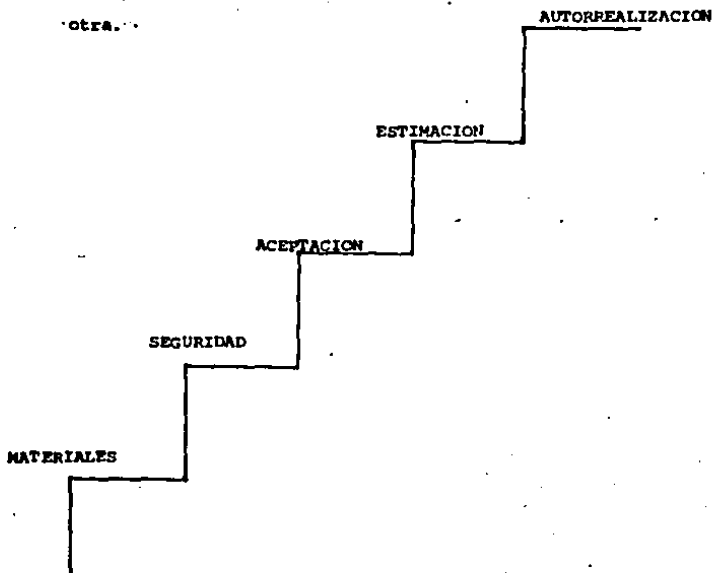 otra.
AUTORREALIZACION
ESTIMACION
ACEPTACION
SEGURIDAD
MATERIALES